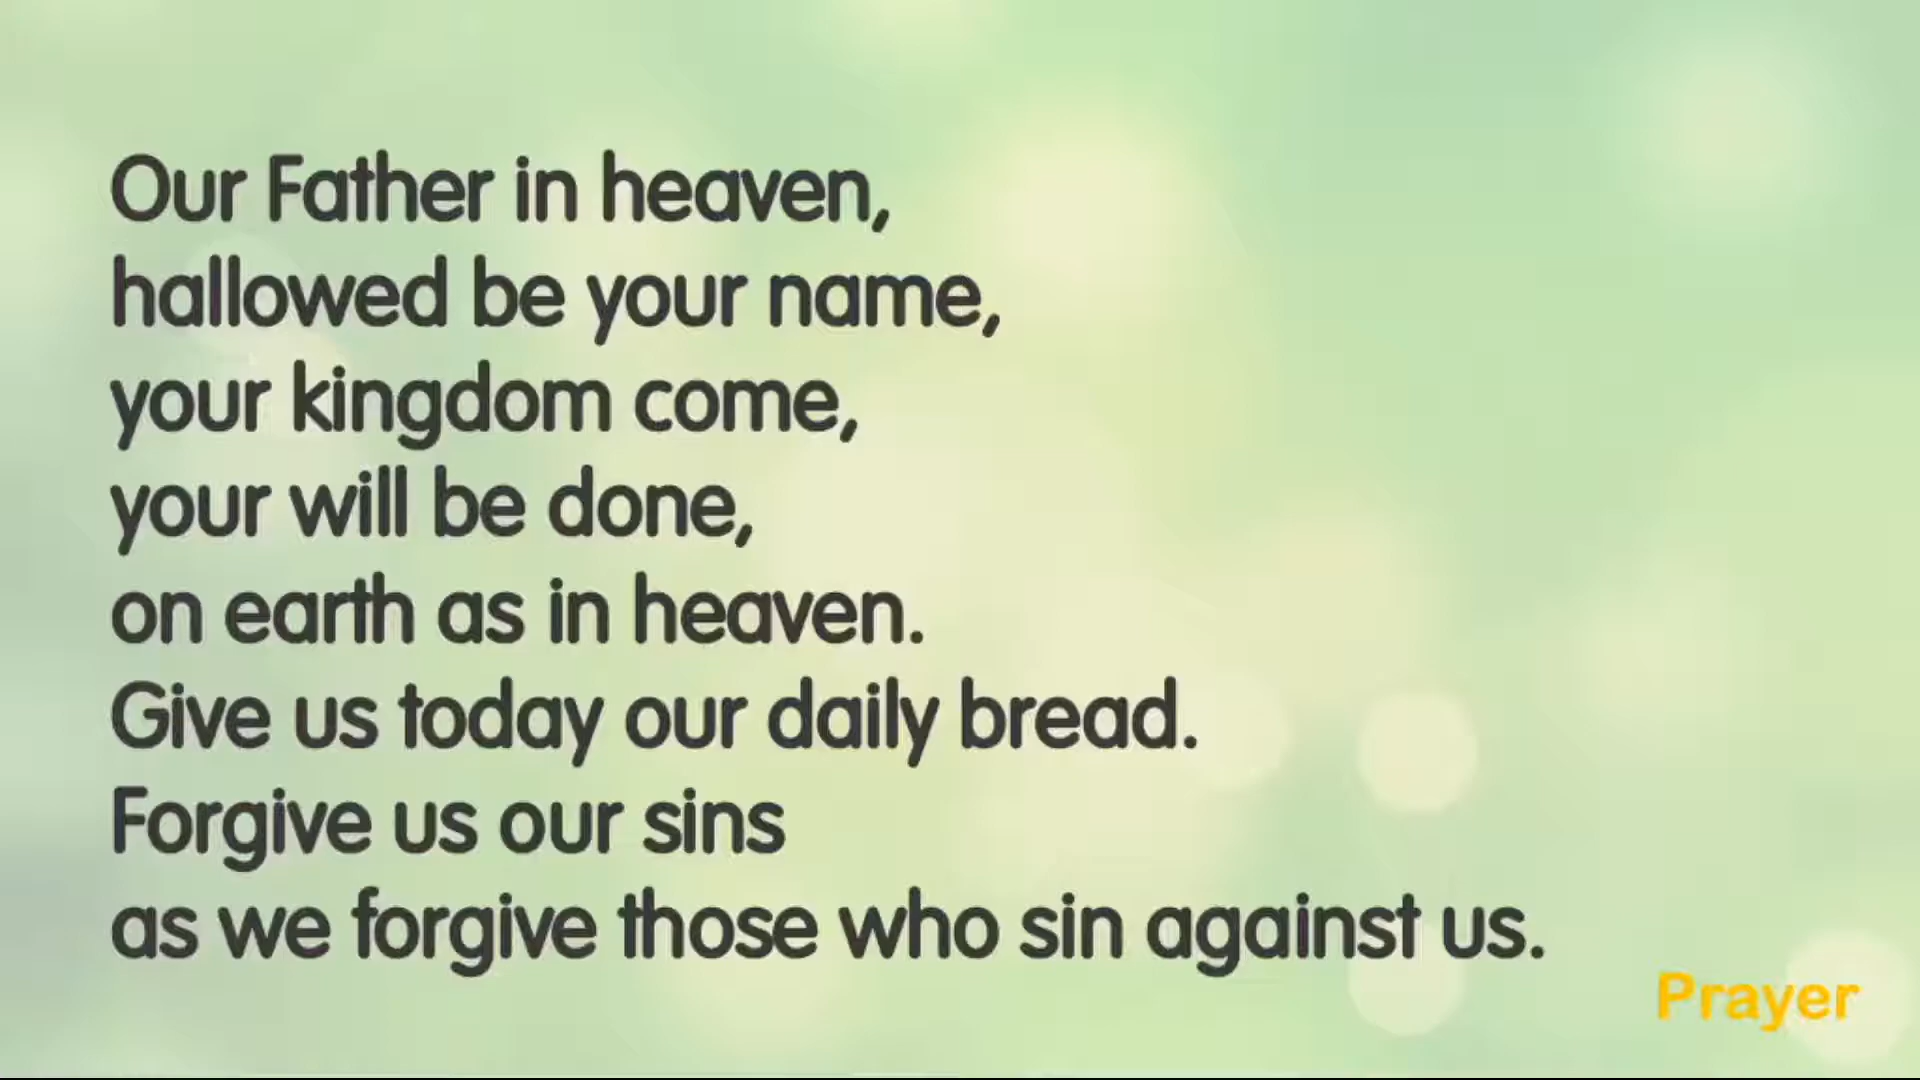 Our Father in heaven,
hallowed be your name,
your kingdom come,
your will be done,
on earth as in heaven.
Give us today our daily bread.
Forgive us our sins
as we forgive those who sin against us.
Prayer